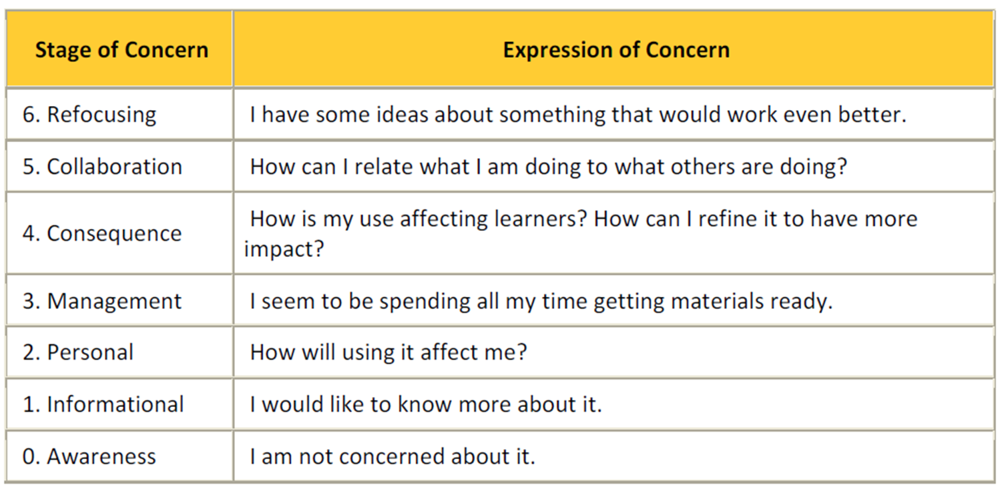 Stage of Concern
Expression of Concern
6. Refocusing
I have some ideas about something that would work even better.
5. Collaboration
How can I relate what I am doing to what others are doing?
4. Consequence
How is my use affecting learners? How can I refine it to have more
impact?
3. Management
I seem to be spending all my time getting materials ready.
2. Personal
How will using it affect me?
1. Informational
I would like to know more about it.
0. Awareness
I am not concerned about it.